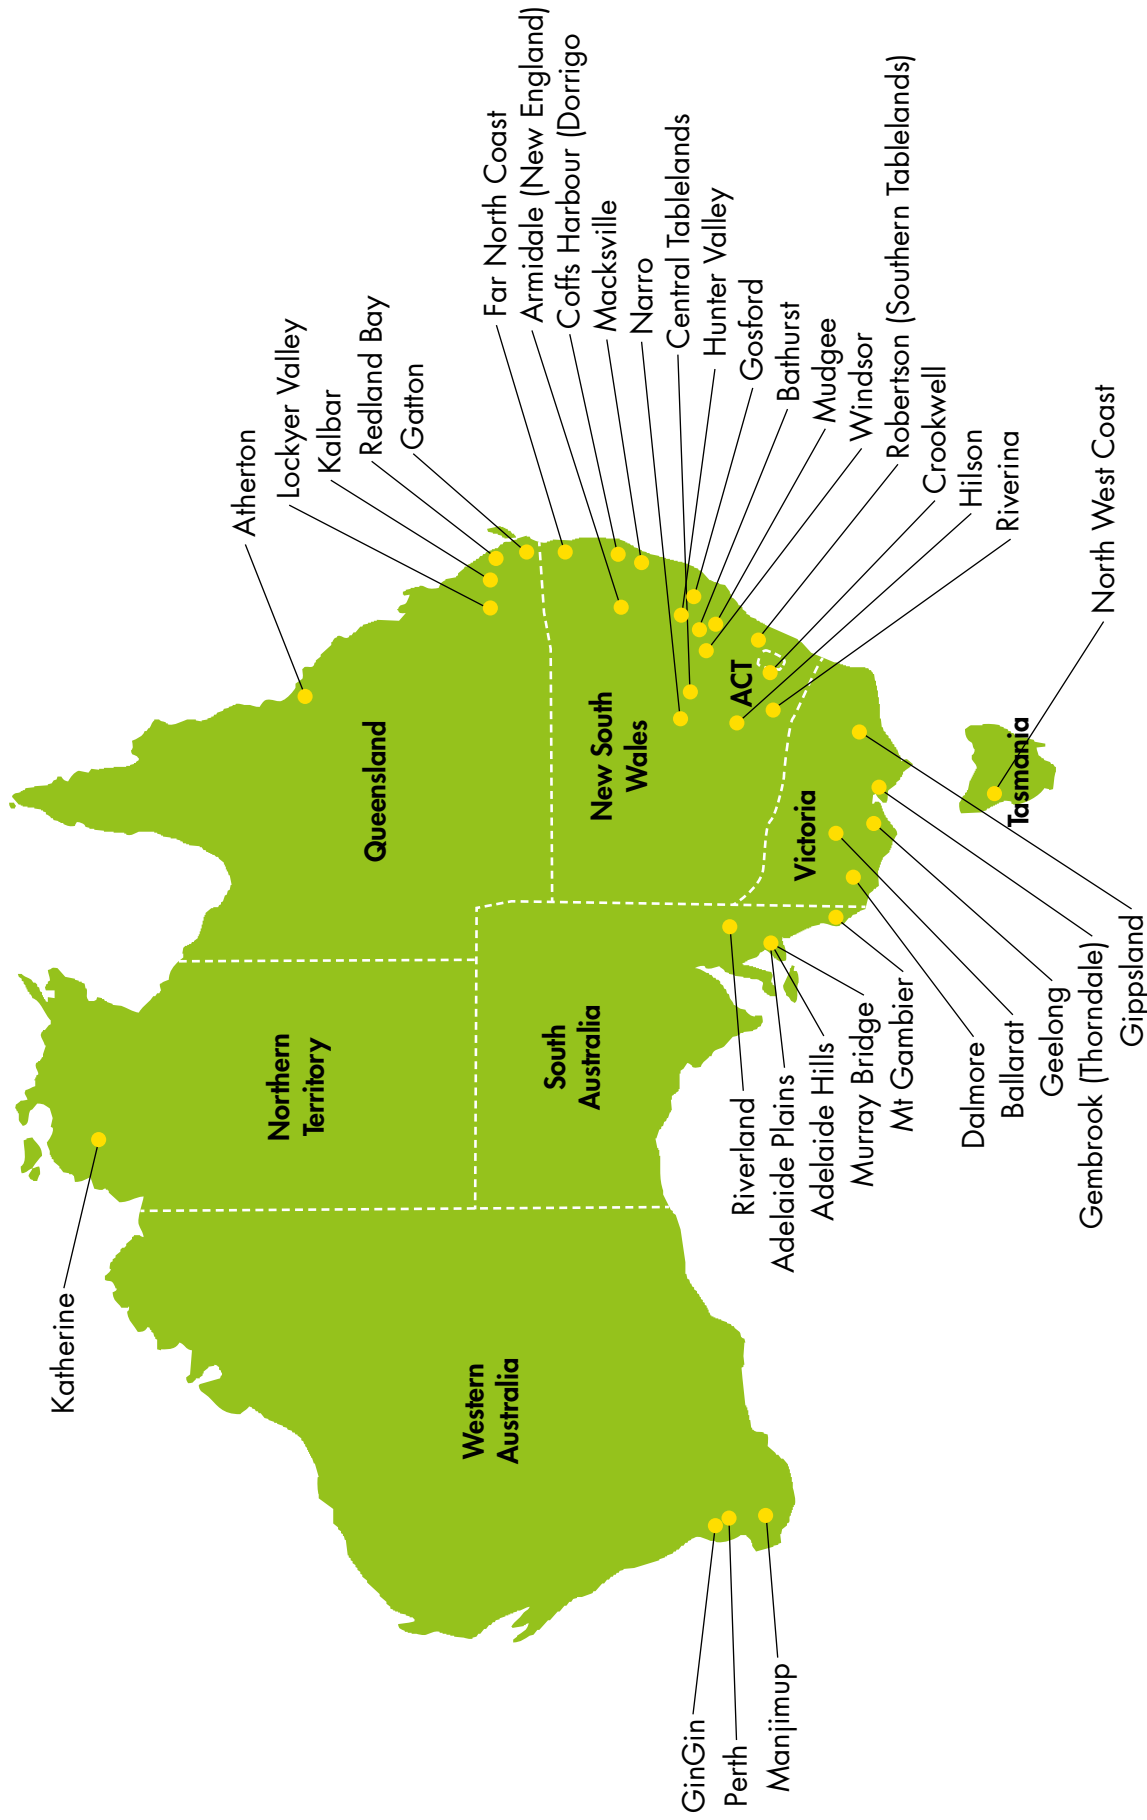 Katherine
Atherton
Lockyer Valley
Kalbar
Redland Bay
Gatton
Far North Coast
Armidale (New England)
Coffs Harbour (Dorrigo
Macksville
Narro
Central Tablelands
Hunter Valley
Gosford
Bathurst
Mudgee
Windsor
Robertson (Southern Tablelands)
Crookwell
Hilson
Riverina
North West Coast
Northern
Territory
Queensland
Western
Australia
South
Australia
New South
Wales
ACT
Victoria
Tasmania
GinGin
Perth
Manjimup
Riverland
Adelaide Plains
Adelaide Hills
Murray Bridge
Mt Gambier
Dalmore
Ballarat
Geelong
Gembrook (Thorndale)
Gippsland